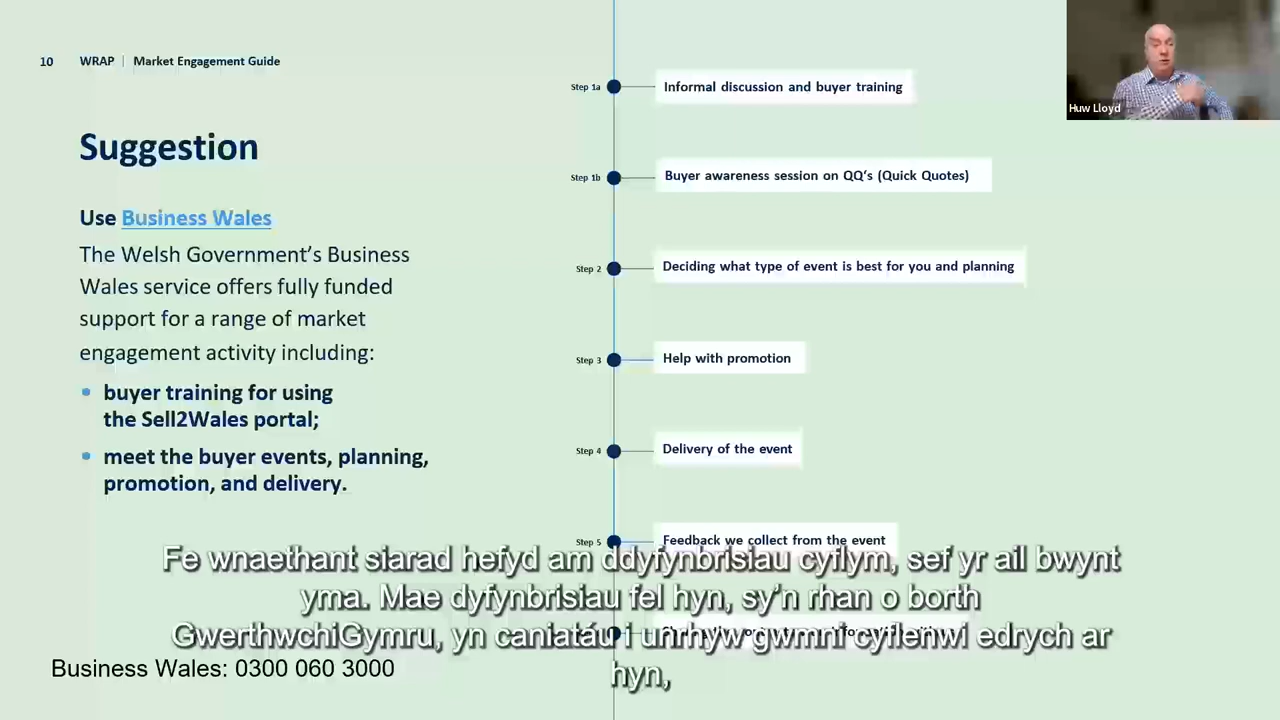 10 WRAP | Market Engagement Guide
Suggestion
Use Business Wales
The Welsh Government’s Business
Wales service offers fully funded
support for a range of market
engagement activity including:
• buyer training for using
the Sell2Wales portal;
• meet the buyer events, planning,
promotion, and delivery.
Step 1a Informal discussion and buyer training
Step 1b Buyer awareness session on QQ’s (Quick Quotes)
Step 2 Deciding what type of event is best for you and planning
Step 3 Help with promotion
Step 4 Delivery of the event
Step 5 Feedback we collect from the event
Huw Lloyd
Fe wnaethant siarad hefyd am ddyfynbrisiau cyflym, sef yr ail bwynt
yma. Mae dyfynbrisiau fel hyn, sy’n rhan o borth
GwerthwchiGymru, yn caniatáu i unrhyw gwmni cyflenwi edrych ar
hyn,
Business Wales: 0300 060 3000